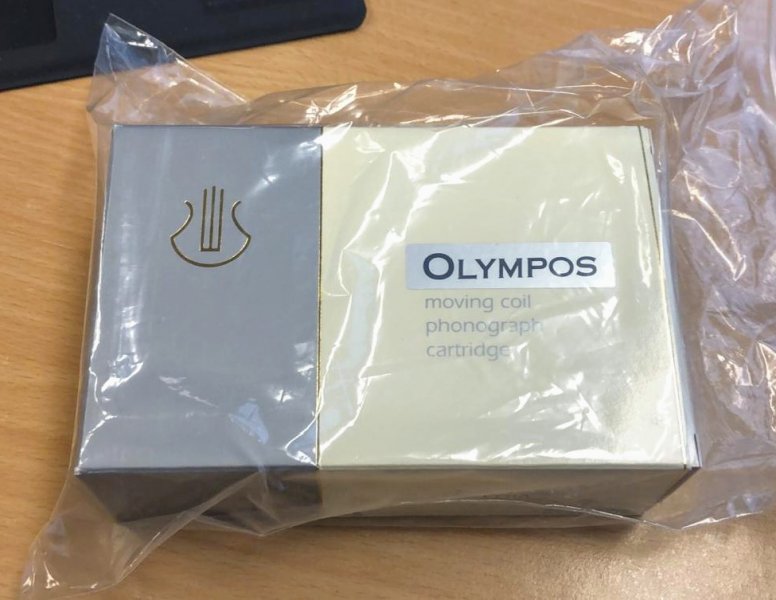 OLYMPOS
moving coil
phonograph
cartridge